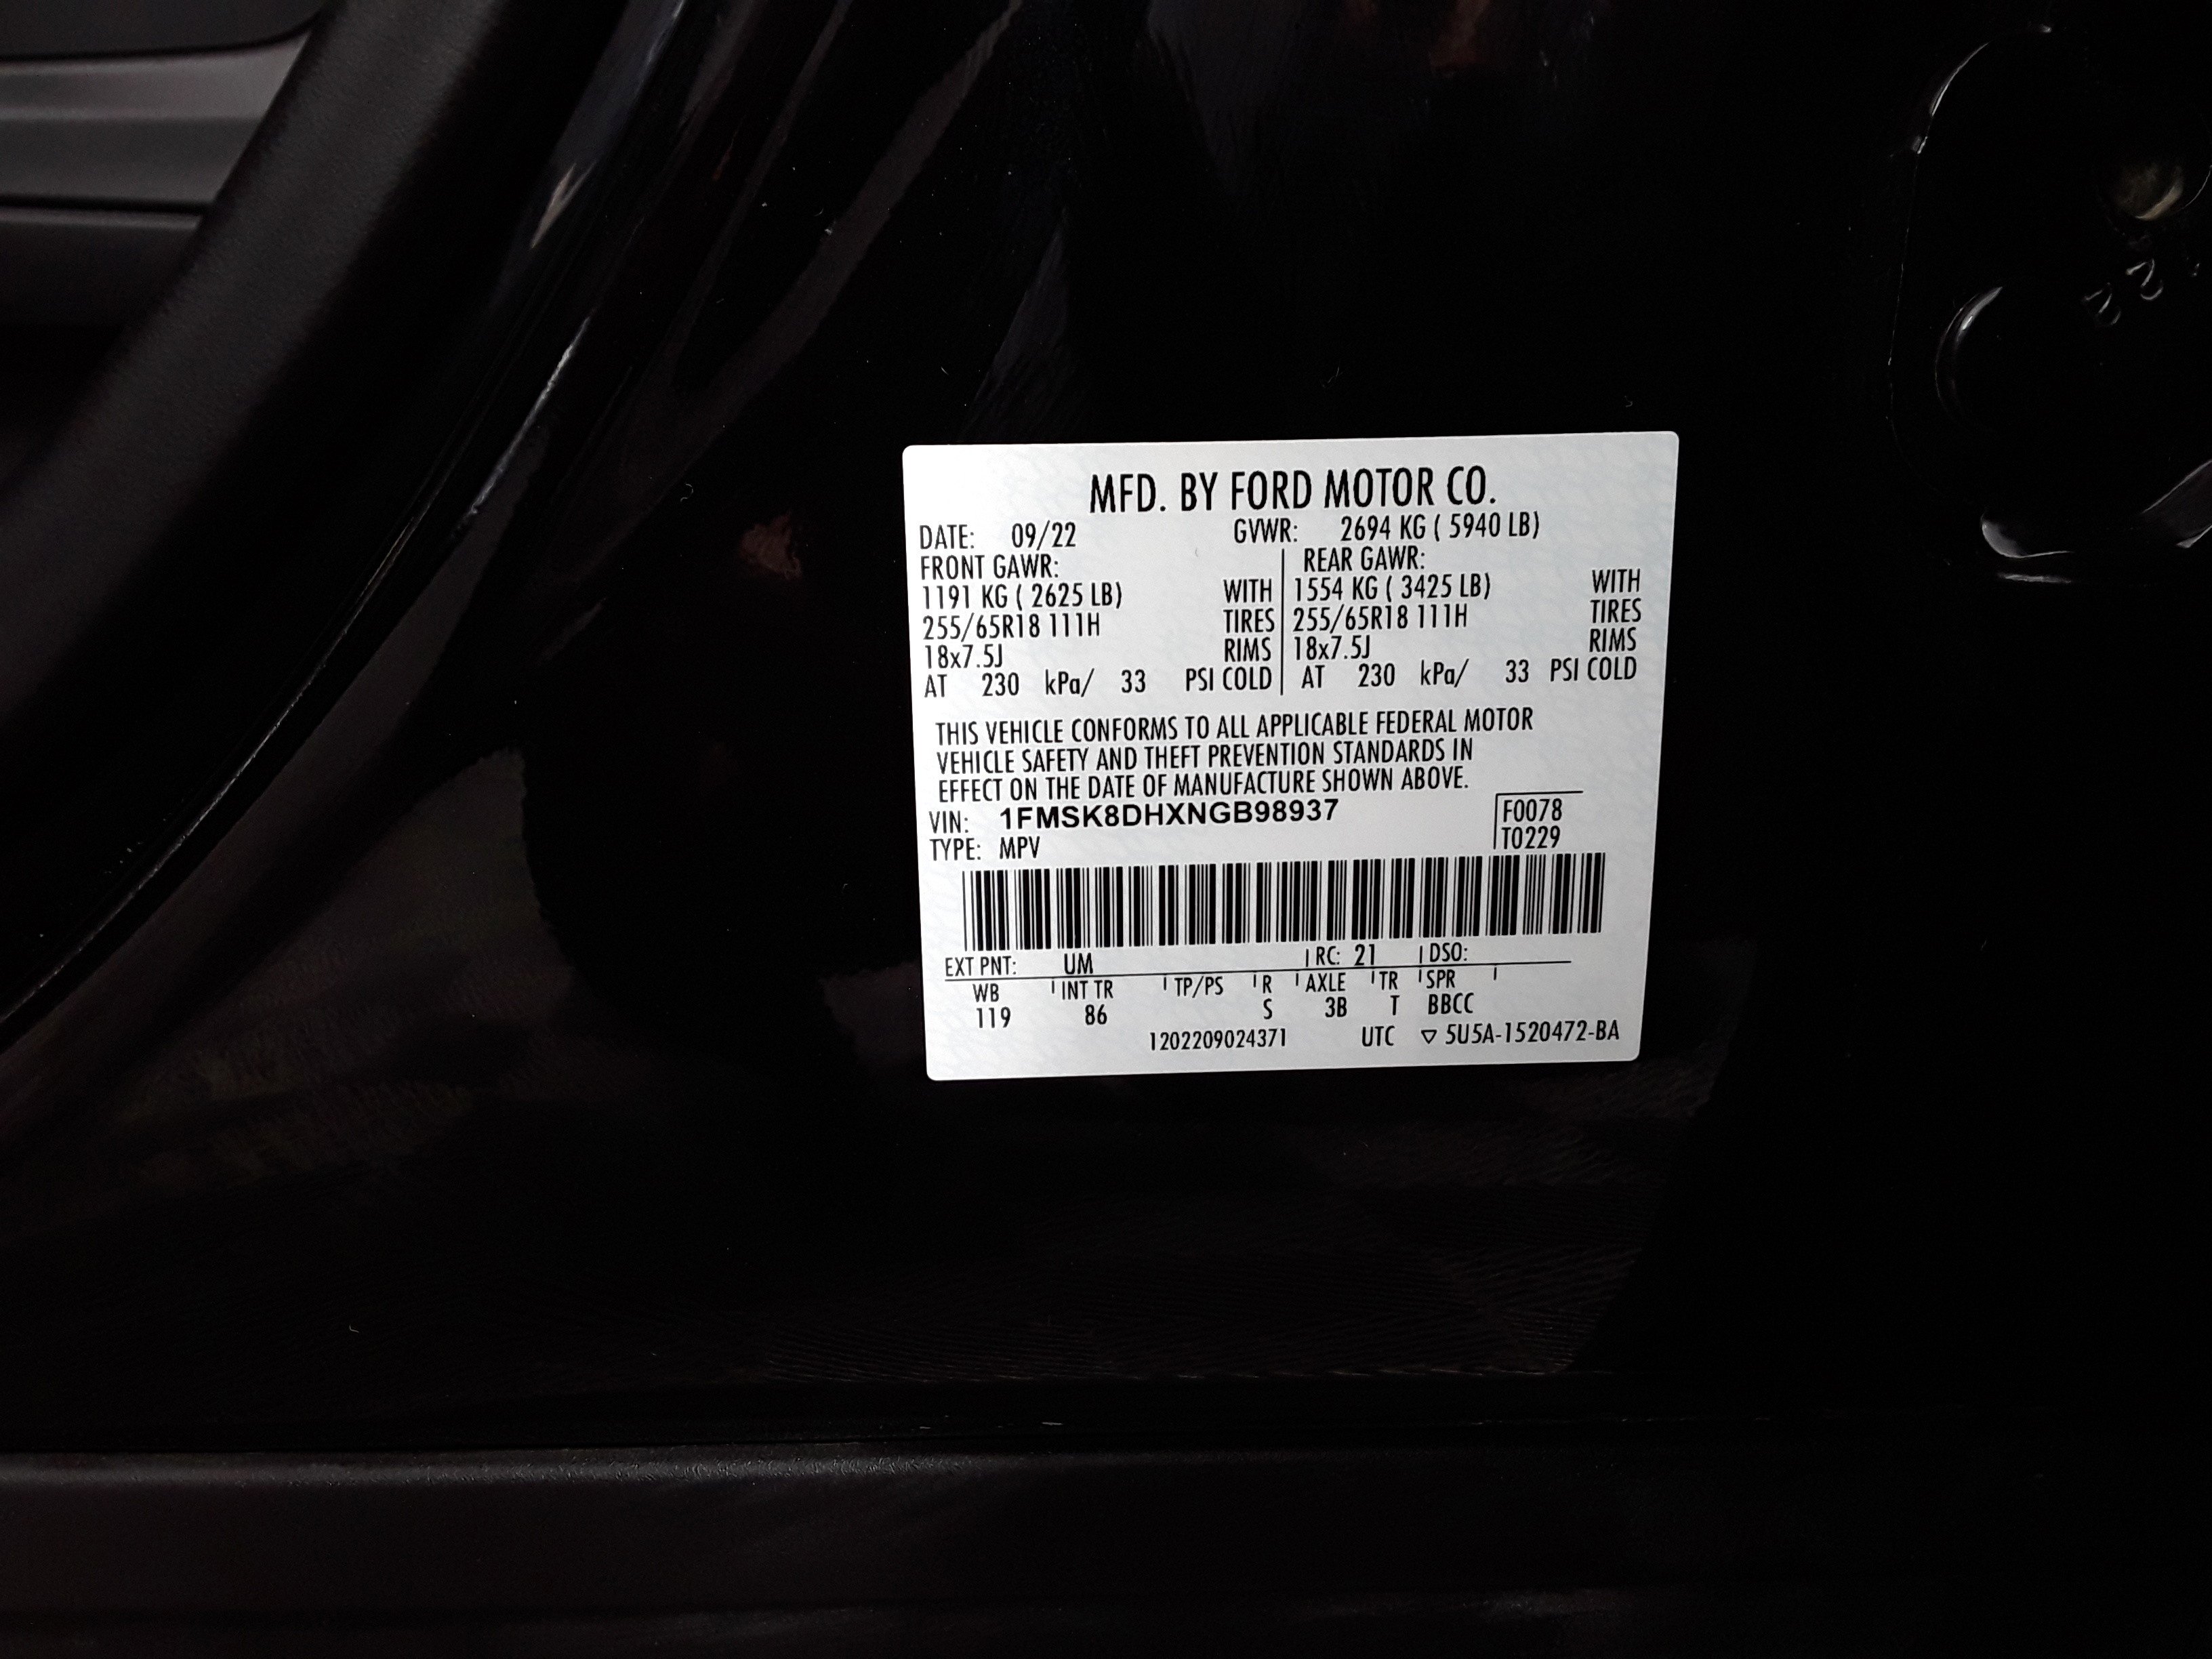 MFD. BY FORD MOTOR CO.
DATE: 09/22 GVWR: 2694 KG ( 5940 LB)
FRONT GAWR: REAR GAWR:
1191 KG ( 2625 LB) WITH 1554 KG ( 3425 LB) WITH
255/65R18 111H TIRES 255/65R18 111H TIRES
18x7.5J RIMS 18x7.5J RIMS
AT 230 kPa/ 33 PSI COLD AT 230 kPa/ 33 PSI COLD
THIS VEHICLE CONFORMS TO ALL APPLICABLE FEDERAL MOTOR
VEHICLE SAFETY AND THEFT PREVENTION STANDARDS IN
EFFECT ON THE DATE OF MANUFACTURE SHOWN ABOVE.
VIN: 1FMSK8DHXNGB98937 F0078
TYPE: MPV T0229
EXT PNT: UM RC: 21 DSO:
WB INT TR TP/PS R AXLE TR SPR
119 86 S 3B T BBCC
1202209024371 UTC ▽ 5U5A-1520472-BA